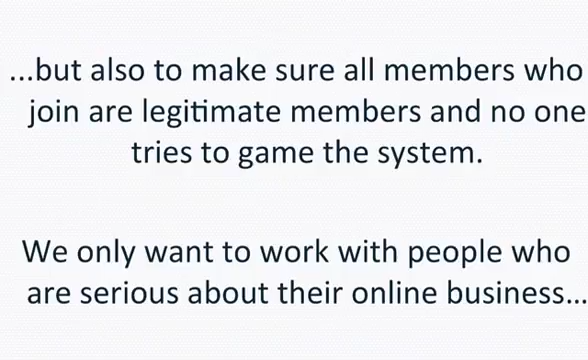 ...but also to make sure all members who
join are legitimate members and no one
tries to game the system.
We only want to work with people who
are serious about their online business...